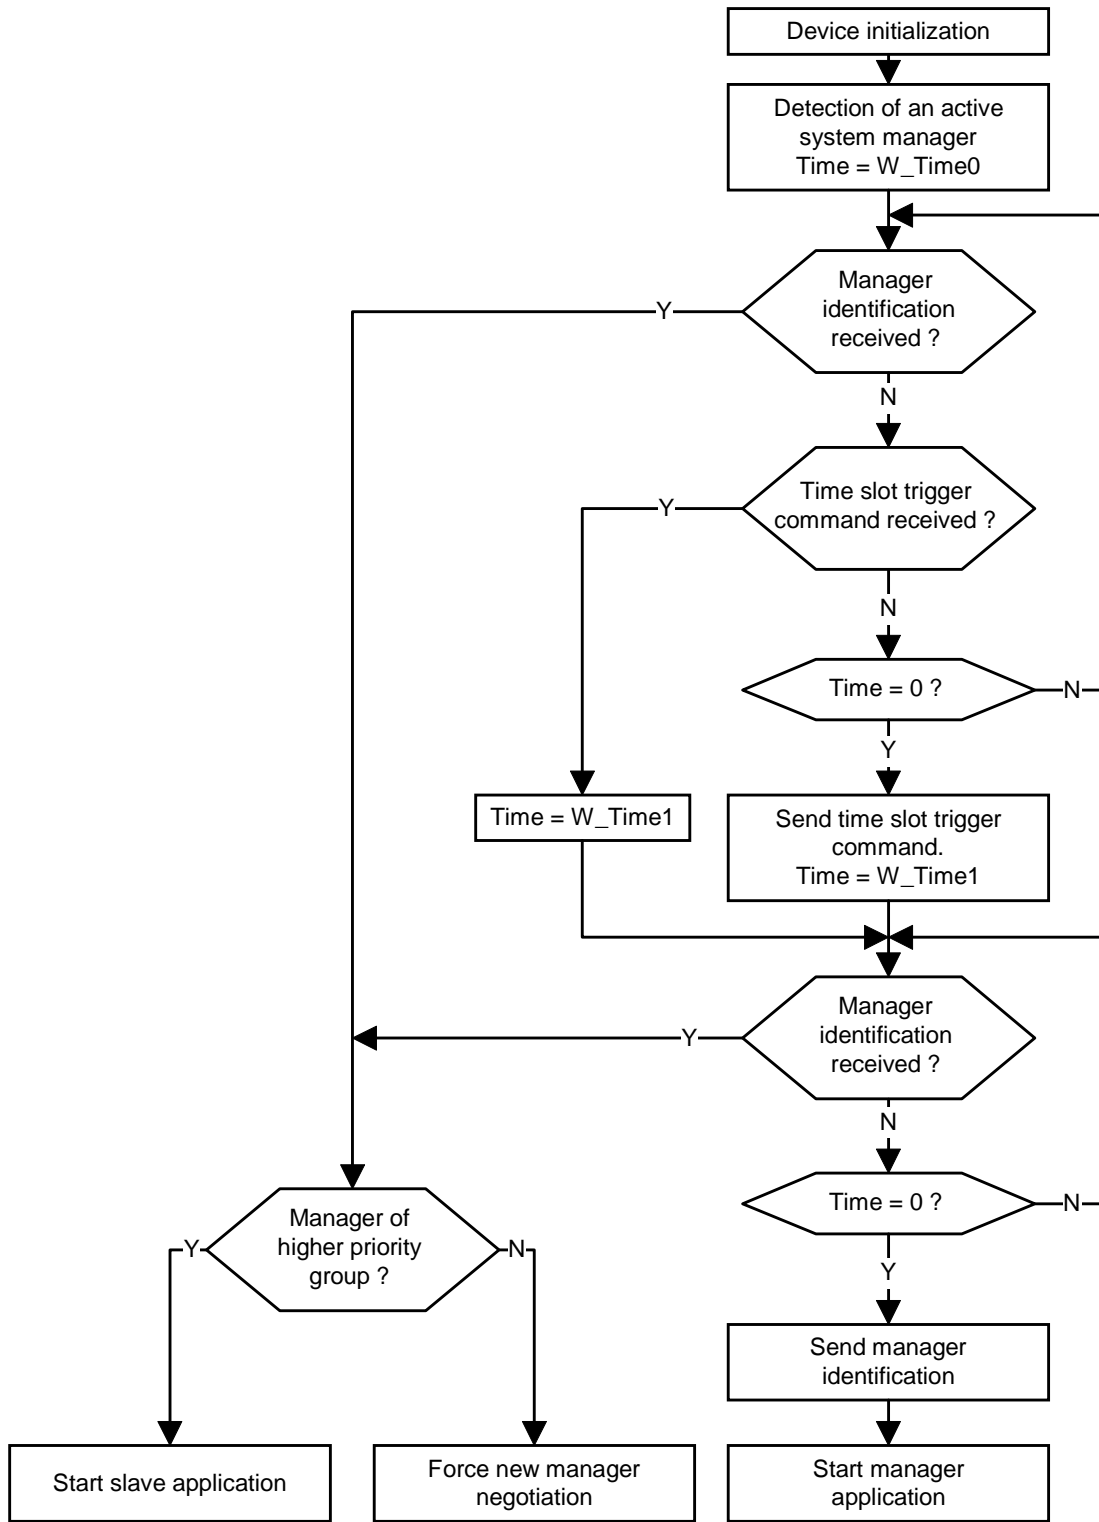 Device initialization
Detection of an active
system manager
Time = W_Time0
Manager
identification
received ?
Y
N
Time slot trigger
command received ?
Y
N
Time = 0 ?
N
Y
Time = W_Time1
Send time slot trigger
command.
Time = W_Time1
Manager
identification
received ?
Y
N
Time = 0 ?
N
Y
Manager of
higher priority
group ?
Y
N
Send manager
identification
Start slave application
Force new manager
negotiation
Start manager
application